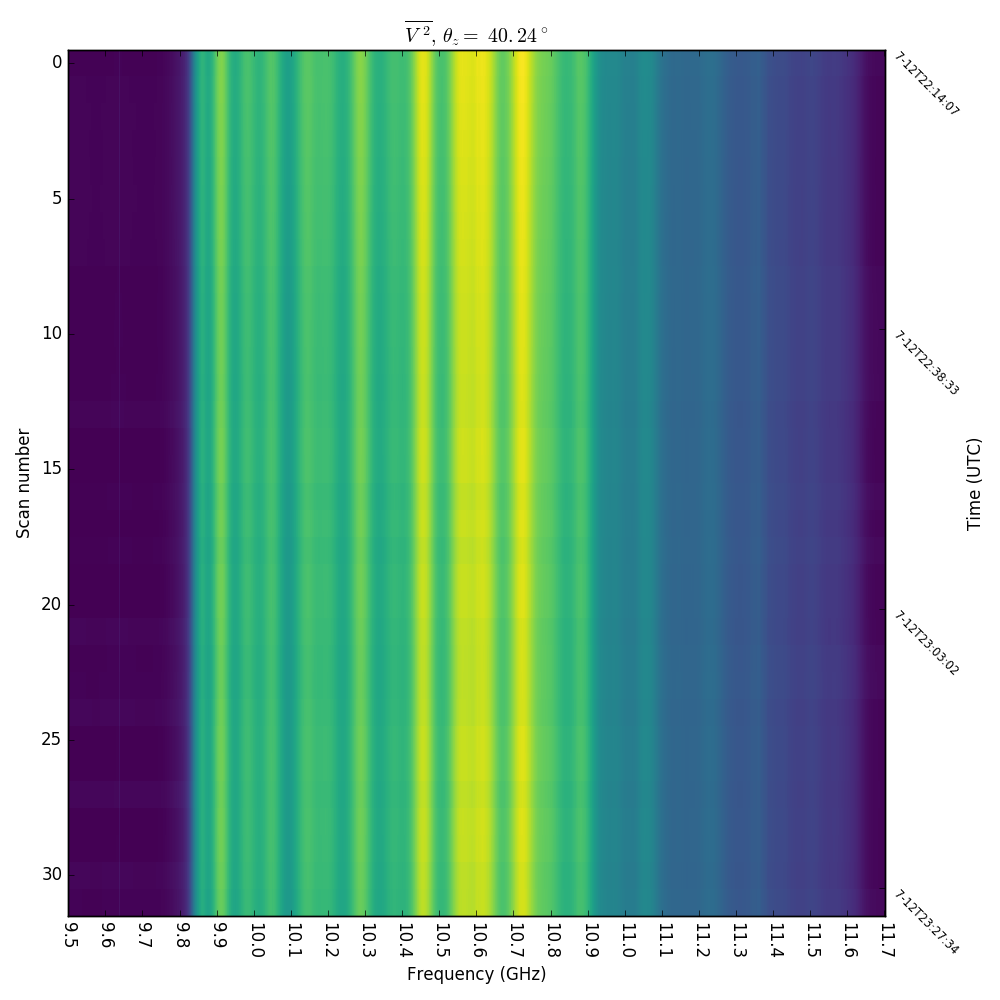 V², θz = 40.24°
0
5
10
15
20
25
30
Scan number
7-12T22:14:07
7-12T22:38:33
7-12T23:03:02
7-12T23:27:34
Time (UTC)
9.5 9.6 9.7 9.8 9.9 10.0 10.1 10.2 10.3 10.4 10.5 10.6 10.7 10.8 10.9 11.0 11.1 11.2 11.3 11.4 11.5 11.6 11.7
Frequency (GHz)